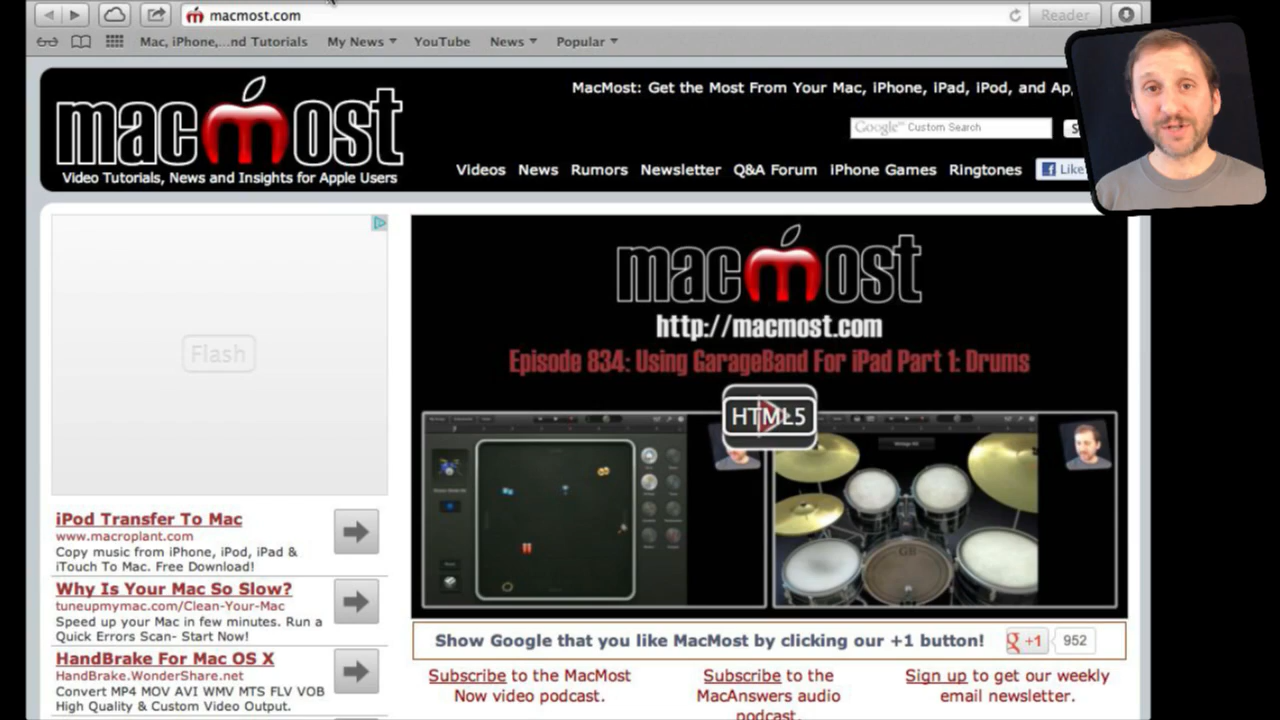 macmost.com
Reader
Mac, iPhone,...nd Tutorials My News YouTube News Popular
macmost
Video Tutorials, News and Insights for Apple Users
MacMost: Get the Most From Your Mac, iPhone, iPad, iPod, and Ap
Google™ Custom Search S
Videos News Rumors Newsletter Q&A Forum iPhone Games Ringtones Like
Flash
macmost
http://macmost.com
Episode 834: Using GarageBand For iPad Part 1: Drums
HTML5
GB
iPod Transfer To Mac
www.macroplant.com
Copy music from iPhone, iPod, iPad &
iTouch To Mac. Free Download!
Why Is Your Mac So Slow?
tuneupmymac.com/Clean-Your-Mac
Speed up your Mac in few minutes. Run a
Quick Errors Scan- Start Now!
HandBrake For Mac OS X
HandBrake.WonderShare.net
Convert MP4 MOV AVI WMV MTS FLV VOB
High Quality & Custom Video Output.
Show Google that you like MacMost by clicking our +1 button! g +1 952
Subscribe to the MacMost
Now video podcast.
Subscribe to the
MacAnswers audio
podcast.
Sign up to get our weekly
email newsletter.